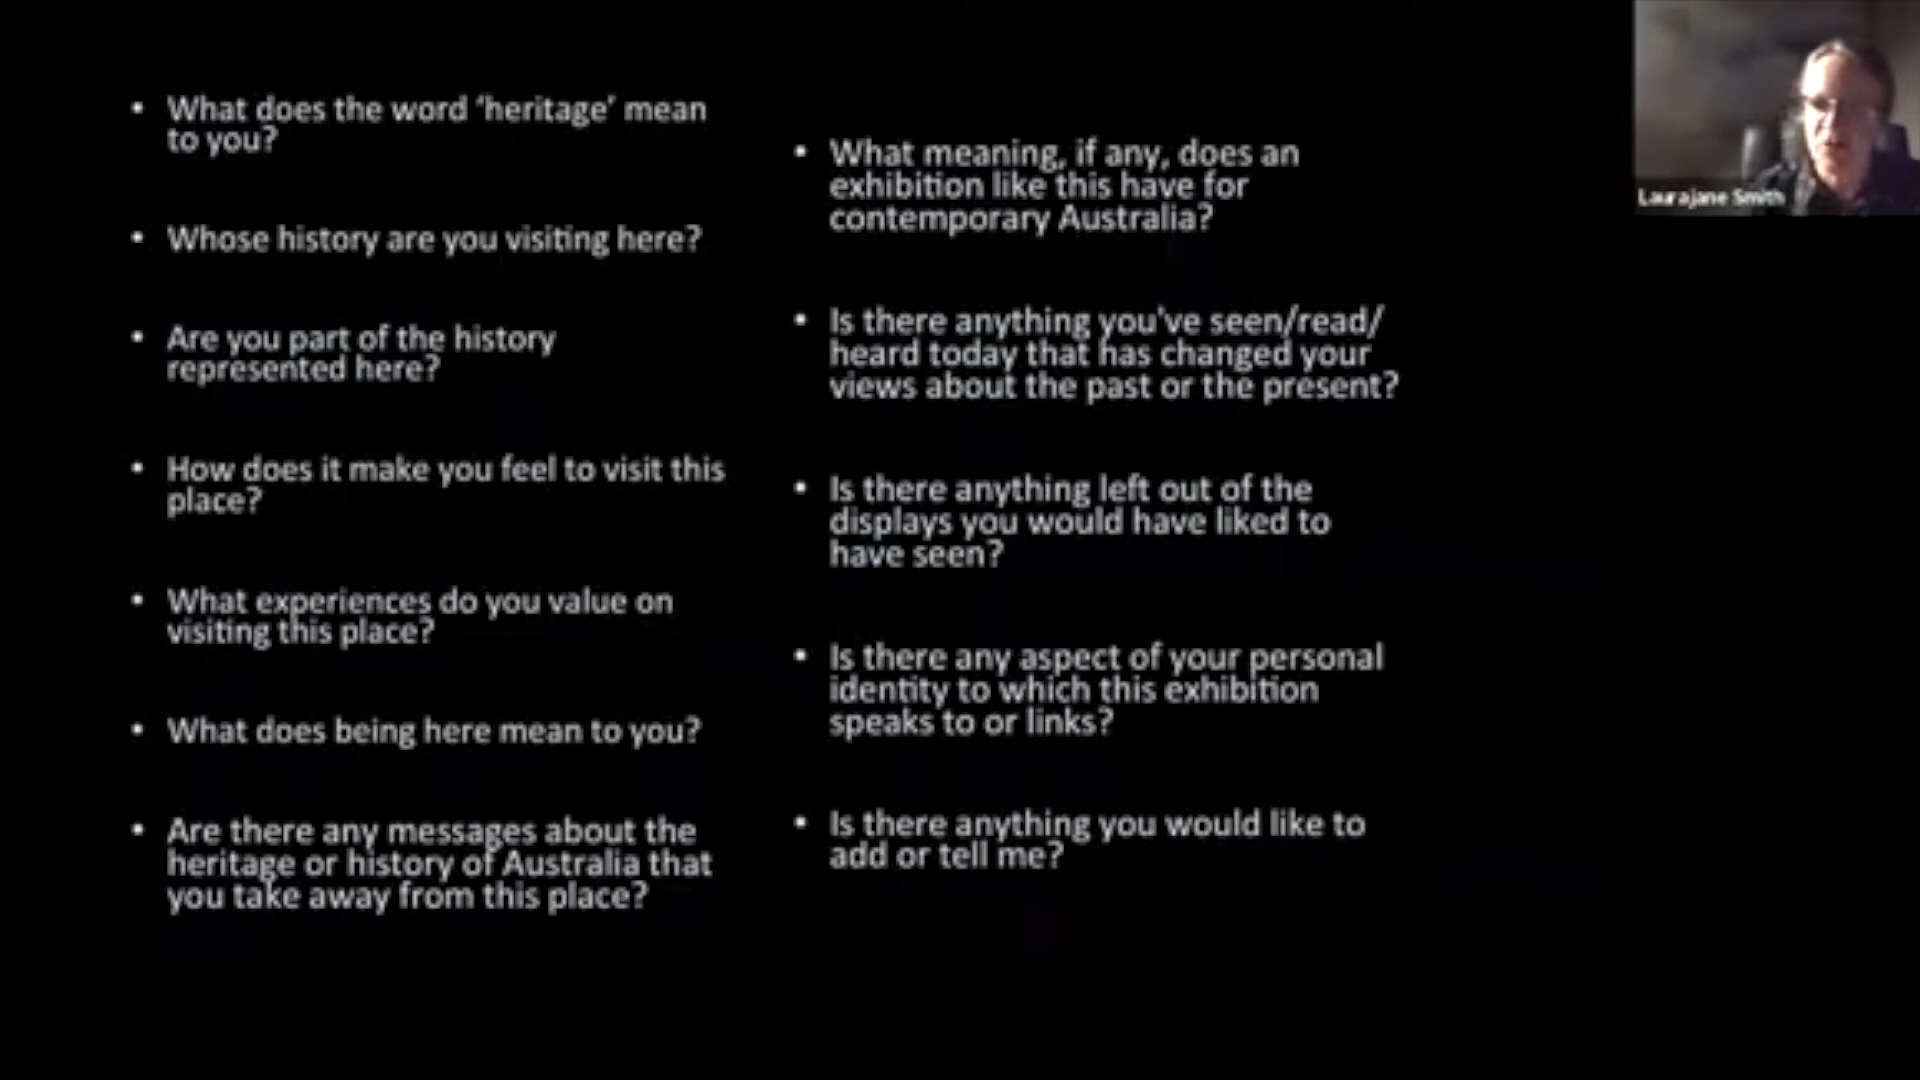 • What does the word ‘heritage’ mean
to you?
• Whose history are you visiting here?
• Are you part of the history
represented here?
• How does it make you feel to visit this
place?
• What experiences do you value on
visiting this place?
• What does being here mean to you?
• Are there any messages about the
heritage or history of Australia that
you take away from this place?
• What meaning, if any, does an
exhibition like this have for
contemporary Australia?
• Is there anything you've seen/read/
heard today that has changed your
views about the past or the present?
• Is there anything left out of the
displays you would have liked to
have seen?
• Is there any aspect of your personal
identity to which this exhibition
speaks to or links?
• Is there anything you would like to
add or tell me?
Laurajane Smith